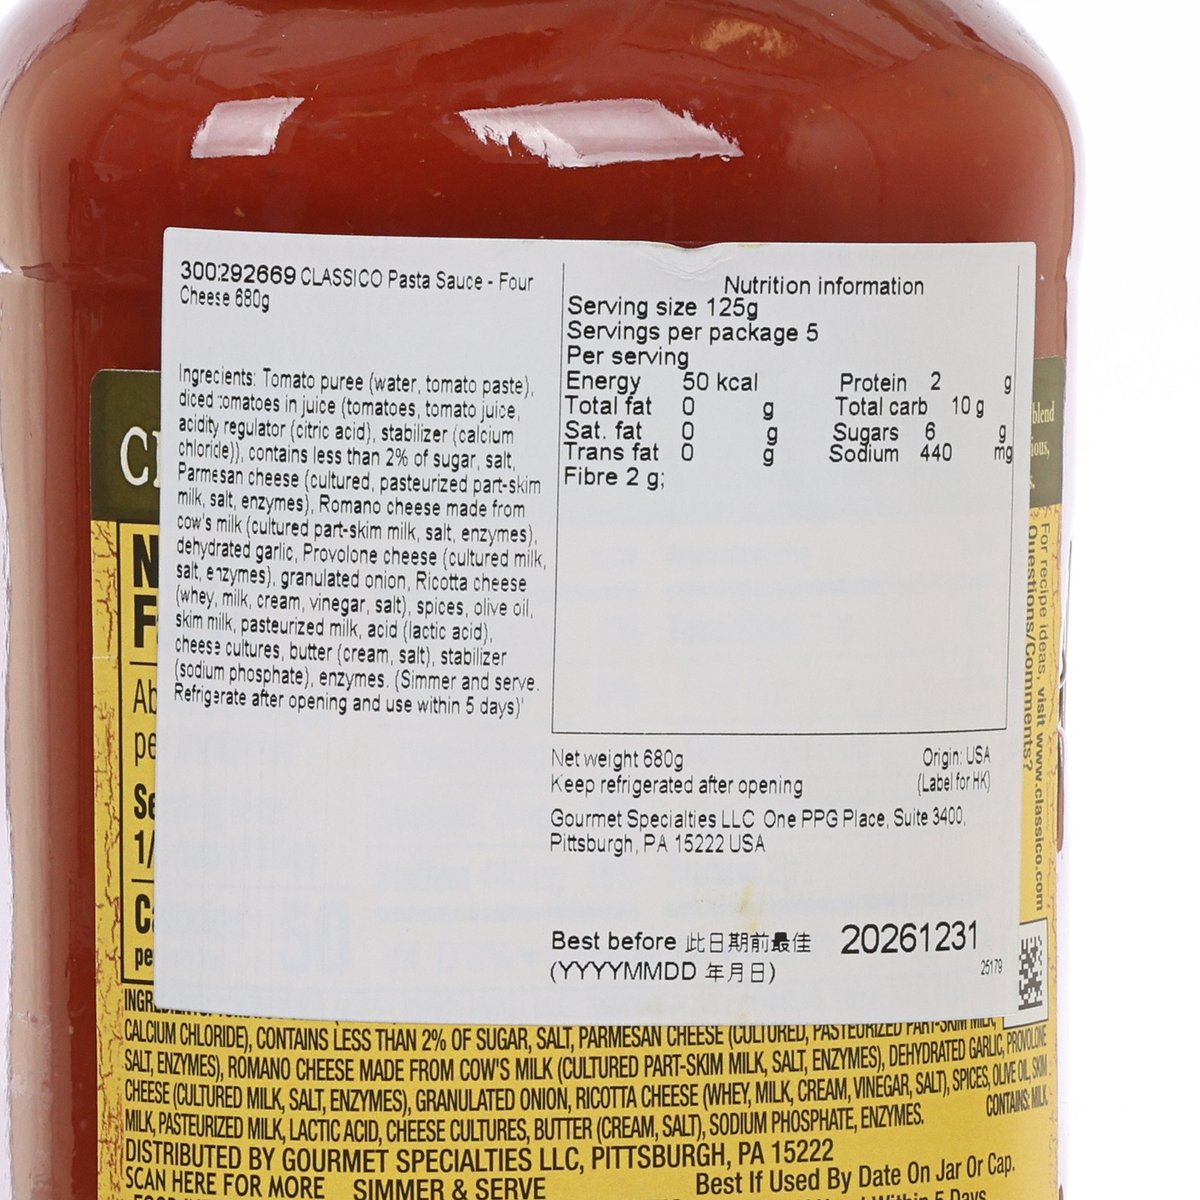 300292669 CLASSICO Pasta Sauce - Four
Cheese 680g
Ingredients: Tomato puree (water, tomato paste),
diced tomatoes in juice (tomatoes, tomato juice,
acidity regulator (citric acid), stabilizer (calcium
chloride)), contains less than 2% of sugar, salt,
Parmesan cheese (cultured, pasteurized part-skim
milk, salt, enzymes), Romano cheese made from
cow's milk (cultured part-skim milk, salt, enzymes),
dehydrated garlic, Provolone cheese (cultured milk,
salt, enzymes), granulated onion, Ricotta cheese
(whey, milk, cream, vinegar, salt), spices, olive oil,
skim milk, pasteurized milk, acid (lactic acid),
cheese cultures, butter (cream, salt), stabilizer
(sodium phosphate), enzymes. (Simmer and serve.
Refrigerate after opening and use within 5 days)'
Nutrition information
Serving size 125g
Servings per package 5
Per serving
Energy 50 kcal Protein 2 g
Total fat 0 g Total carb 10 g
Sat. fat 0 g Sugars 6 g
Trans fat 0 g Sodium 440 mg
Fibre 2 g;
Net weight 680g Origin: USA
Keep refrigerated after opening (Label for HK)
Gourmet Specialties LLC One PPG Place, Suite 3400,
Pittsburgh, PA 15222 USA
Best before 此日期前最佳 20261231
(YYYYMMDD 年月日) 25179
For recipe ideas, visit www.classico.com
Questions/Comments?
CALCIUM CHLORIDE), CONTAINS LESS THAN 2% OF SUGAR, SALT, PARMESAN CHEESE (CULTURED, PASTEURIZED PART-SKIM MILK,
SALT, ENZYMES), ROMANO CHEESE MADE FROM COW'S MILK (CULTURED PART-SKIM MILK, SALT, ENZYMES), DEHYDRATED GARLIC, PROVOLONE
CHEESE (CULTURED MILK, SALT, ENZYMES), GRANULATED ONION, RICOTTA CHEESE (WHEY, MILK, CREAM, VINEGAR, SALT), SPICES, OLIVE OIL, SKIM
MILK, PASTEURIZED MILK, LACTIC ACID, CHEESE CULTURES, BUTTER (CREAM, SALT), SODIUM PHOSPHATE, ENZYMES. CONTAINS: MILK.
DISTRIBUTED BY GOURMET SPECIALTIES LLC, PITTSBURGH, PA 15222
SCAN HERE FOR MORE SIMMER & SERVE Best If Used By Date On Jar Or Cap.
Within 5 Days